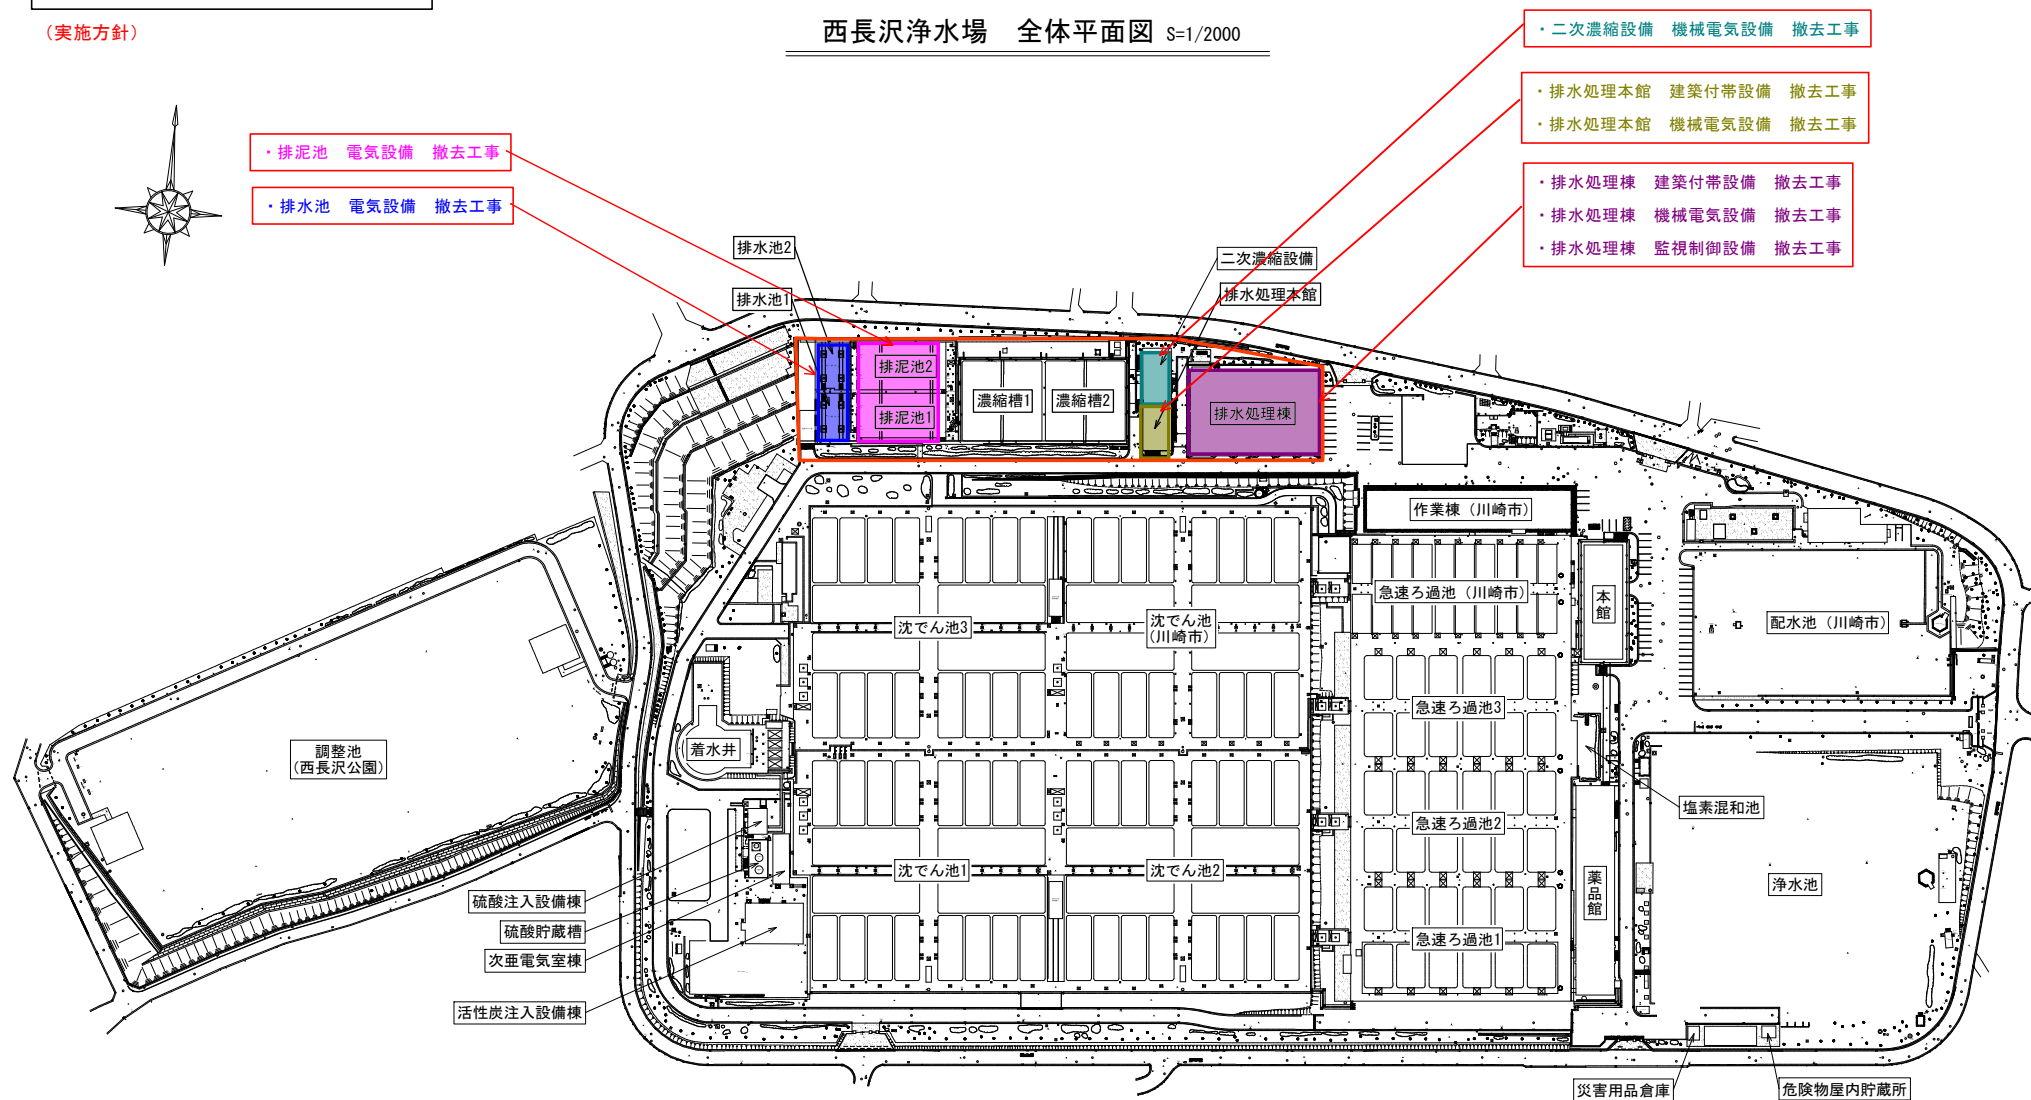 (実施方針)
西長沢浄水場　全体平面図 S=1/2000
・二次濃縮設備　機械電気設備　撤去工事
・排水処理本館　建築付帯設備　撤去工事
・排水処理本館　機械電気設備　撤去工事
・排泥池　電気設備　撤去工事
・排水池　電気設備　撤去工事
・排水処理棟　建築付帯設備　撤去工事
・排水処理棟　機械電気設備　撤去工事
・排水処理棟　監視制御設備　撤去工事
排水池2
二次濃縮設備
排水池1
排水処理本館
排泥池2
排泥池1
濃縮槽1
濃縮槽2
排水処理棟
作業棟（川崎市）
急速ろ過池（川崎市）
本館
配水池（川崎市）
沈でん池3
沈でん池
（川崎市）
急速ろ過池3
着水井
調整池
(西長沢公園)
塩素混和池
急速ろ過池2
沈でん池1
沈でん池2
薬品館
浄水池
硫酸注入設備棟
硫酸貯蔵槽
次亜電気室棟
急速ろ過池1
活性炭注入設備棟
災害用品倉庫
危険物屋内貯蔵所